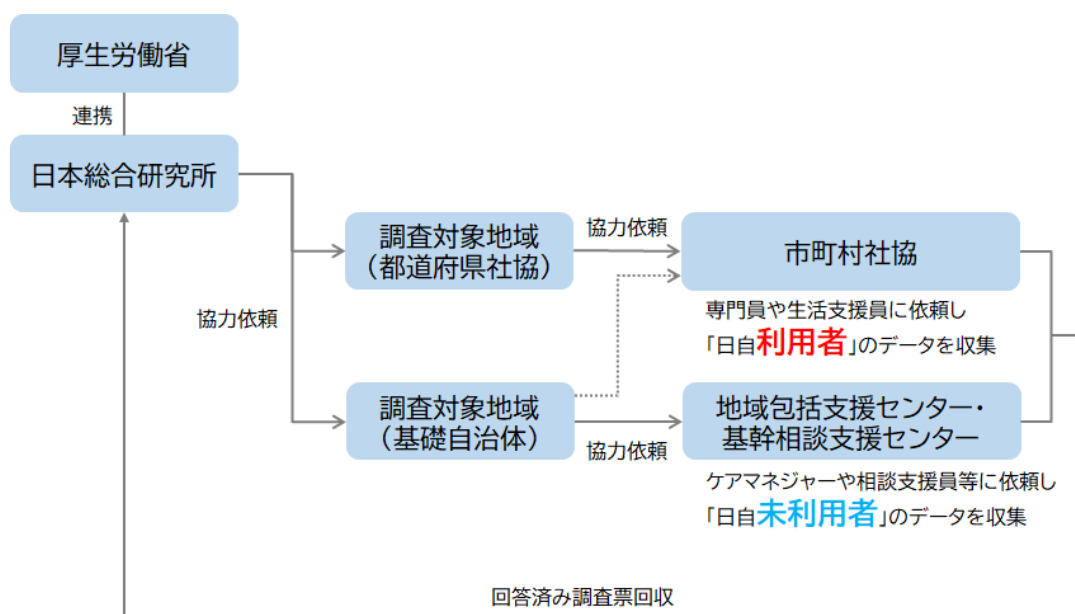 厚生労働省
連携
日本総合研究所
協力依頼
調査対象地域
（都道府県社協）
協力依頼
市町村社協
専門員や生活支援員に依頼し
「日自利用者」のデータを収集
調査対象地域
（基礎自治体）
協力依頼
地域包括支援センター・
基幹相談支援センター
ケアマネジャーや相談支援員等に依頼し
「日自未利用者」のデータを収集
回答済み調査票回収